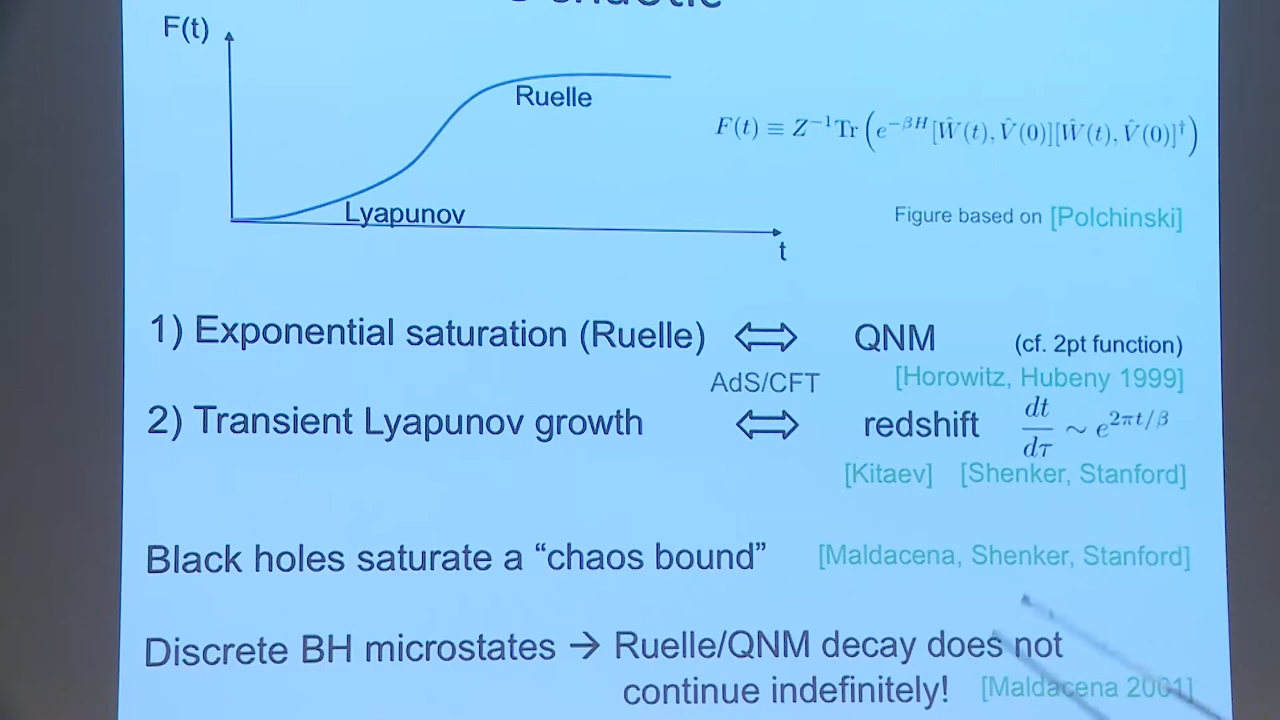 chaotic
F(t)
Ruelle
F(t) ≡ Z⁻¹Tr (e^{−βH}[Ŵ(t), V̂(0)][Ŵ(t), V̂(0)]†)
Lyapunov
Figure based on [Polchinski]
t
1) Exponential saturation (Ruelle) ⇔ QNM (cf. 2pt function)
AdS/CFT [Horowitz, Hubeny 1999]
2) Transient Lyapunov growth ⇔ redshift dt/dτ ~ e^{2πt/β}
[Kitaev] [Shenker, Stanford]
Black holes saturate a “chaos bound” [Maldacena, Shenker, Stanford]
Discrete BH microstates → Ruelle/QNM decay does not
continue indefinitely! [Maldacena 2001]